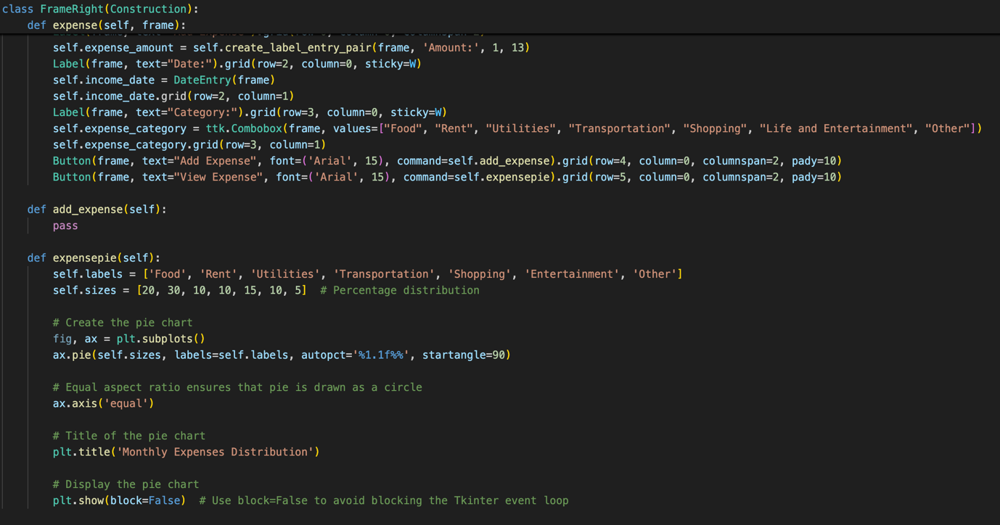 class FrameRight(Construction):
    def expense(self, frame):
        self.expense_amount = self.create_label_entry_pair(frame, 'Amount:', 1, 13)
        Label(frame, text="Date:").grid(row=2, column=0, sticky=W)
        self.income_date = DateEntry(frame)
        self.income_date.grid(row=2, column=1)
        Label(frame, text="Category:").grid(row=3, column=0, sticky=W)
        self.expense_category = ttk.Combobox(frame, values=["Food", "Rent", "Utilities", "Transportation", "Shopping", "Life and Entertainment", "Other"])
        self.expense_category.grid(row=3, column=1)
        Button(frame, text="Add Expense", font=('Arial', 15), command=self.add_expense).grid(row=4, column=0, columnspan=2, pady=10)
        Button(frame, text="View Expense", font=('Arial', 15), command=self.expensepie).grid(row=5, column=0, columnspan=2, pady=10)

    def add_expense(self):
        pass

    def expensepie(self):
        self.labels = ['Food', 'Rent', 'Utilities', 'Transportation', 'Shopping', 'Entertainment', 'Other']
        self.sizes = [20, 30, 10, 10, 15, 10, 5]  # Percentage distribution

        # Create the pie chart
        fig, ax = plt.subplots()
        ax.pie(self.sizes, labels=self.labels, autopct='%1.1f%%', startangle=90)

        # Equal aspect ratio ensures that pie is drawn as a circle
        ax.axis('equal')

        # Title of the pie chart
        plt.title('Monthly Expenses Distribution')

        # Display the pie chart
        plt.show(block=False)  # Use block=False to avoid blocking the Tkinter event loop